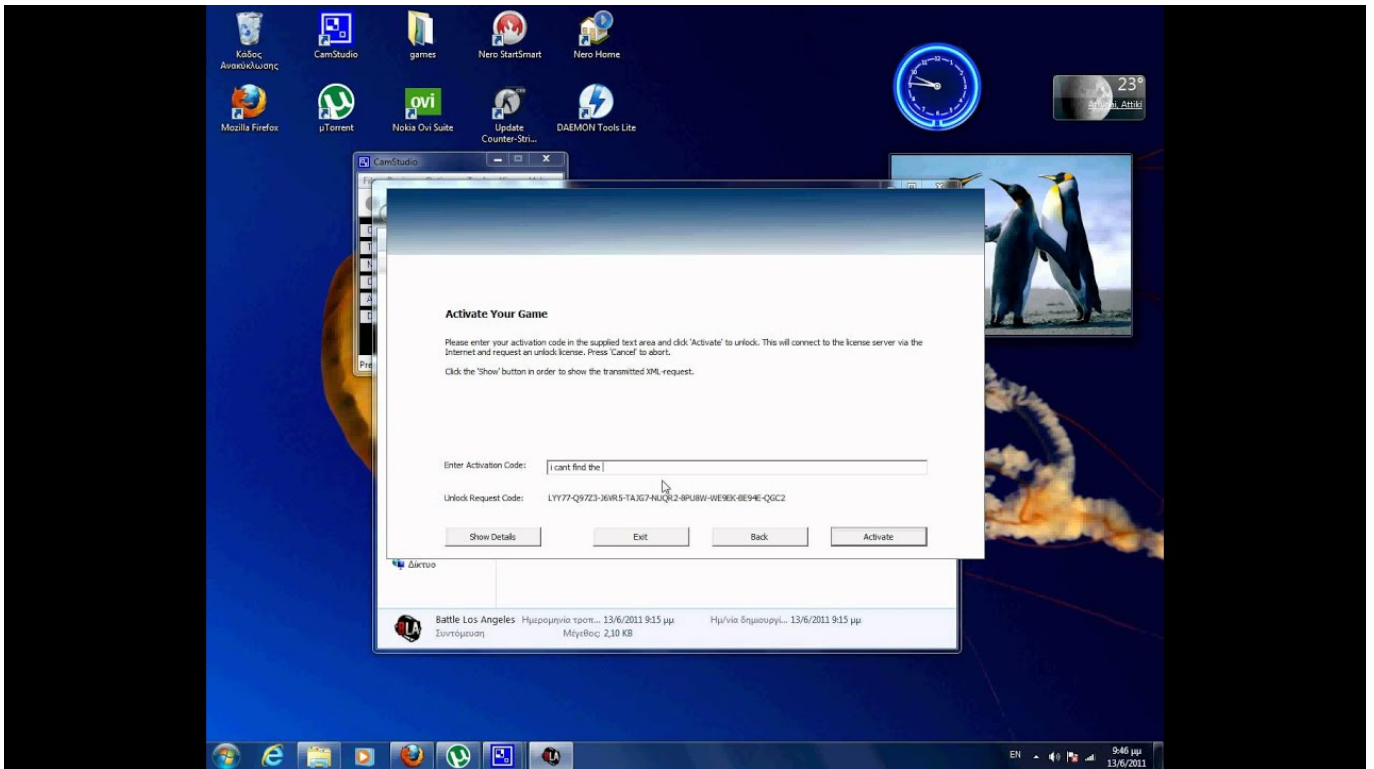 Κάδος
Ανακύκλωσης
CamStudio
games
Nero StartSmart
Nero Home
Mozilla Firefox
µTorrent
ovi
Nokia Ovi Suite
Update
Counter-Stri...
DAEMON Tools Lite
23°
Attiki
CamStudio
Activate Your Game
Please enter your activation code in the supplied text area and click 'Activate' to unlock. This will connect to the license server via the
Internet and request an unlock license. Press 'Cancel' to abort.
Click the 'Show' button in order to show the transmitted XML-request.
Enter Activation Code: i cant find the
Unlock Request Code: LYY77-Q97Z3-J6VR5-TAJG7-NUQR2-8PU8W-WE9EK-8E94E-QGC2
Show Details
Exit
Back
Activate
Δίκτυο
Battle Los Angeles Ημερομηνία τροπ... 13/6/2011 9:15 μμ Ημ/νία δημιουργί... 13/6/2011 9:15 μμ
Συντόμευση Μέγεθος: 2,10 KB
EN
9:46 μμ
13/6/2011